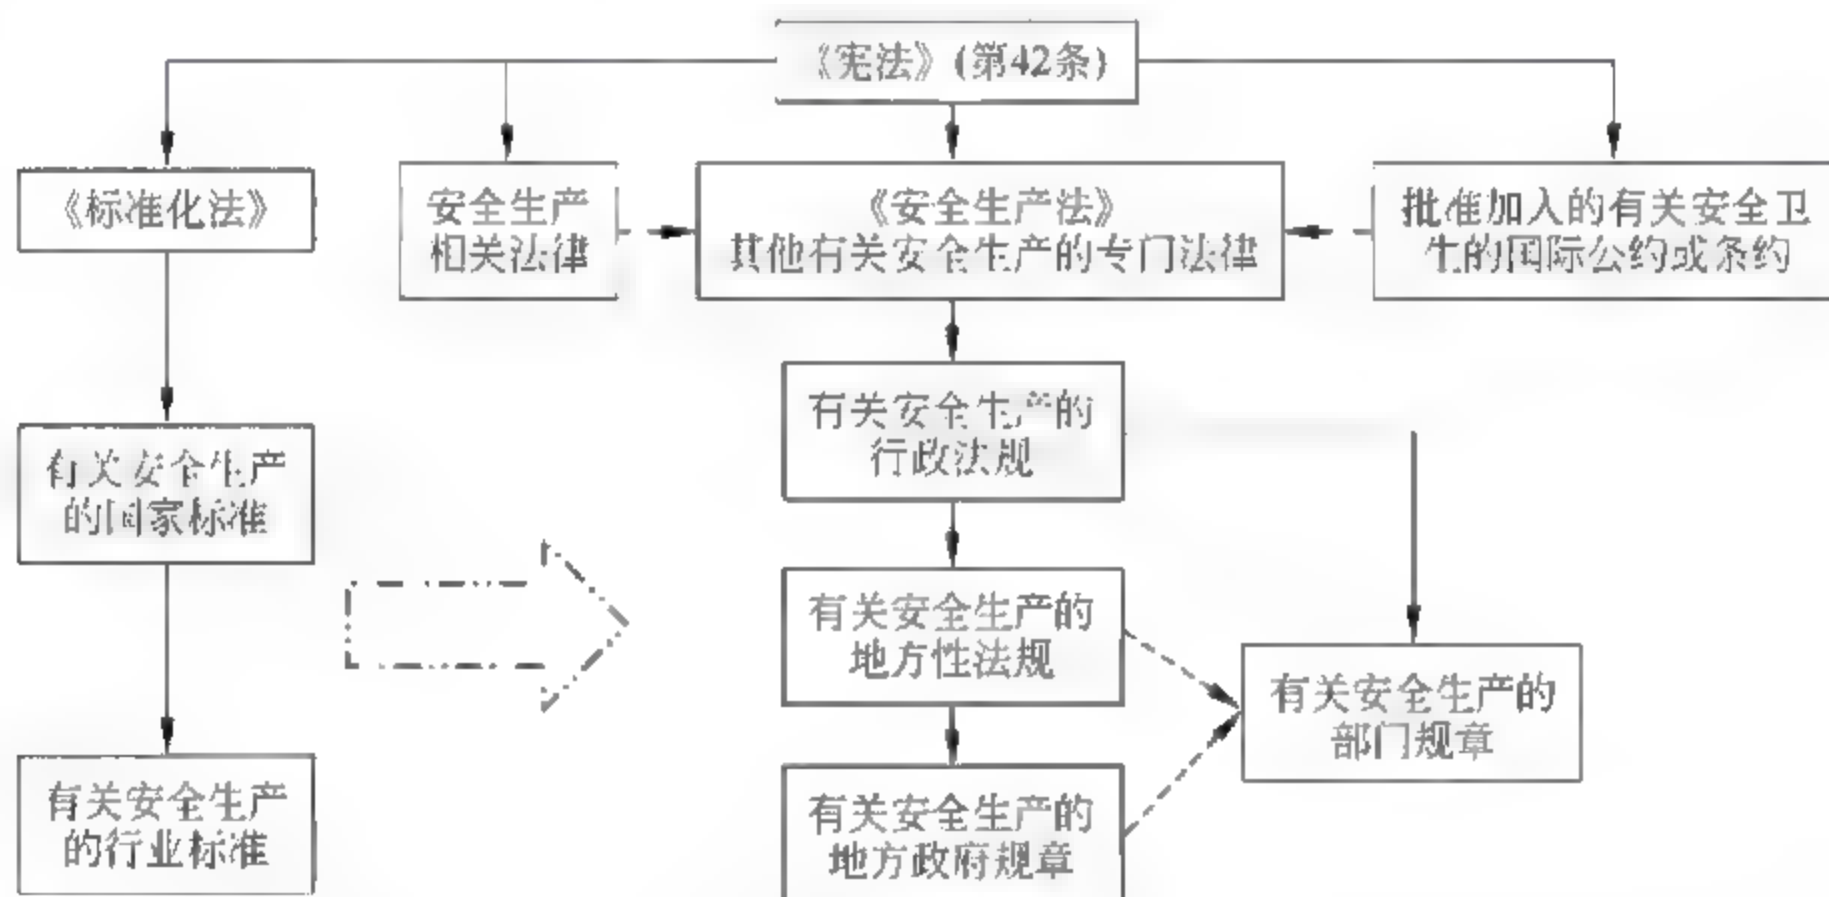 《宪法》(第42条)
《标准化法》
安全生产
相关法律
《安全生产法》
其他有关安全生产的专门法律
批准加入的有关安全卫
生的国际公约或条约
有关安全生产的
行政法规
有关安全生产
的国家标准
有关安全生产的
地方性法规
有关安全生产的
部门规章
有关安全生产
的行业标准
有关安全生产的
地方政府规章